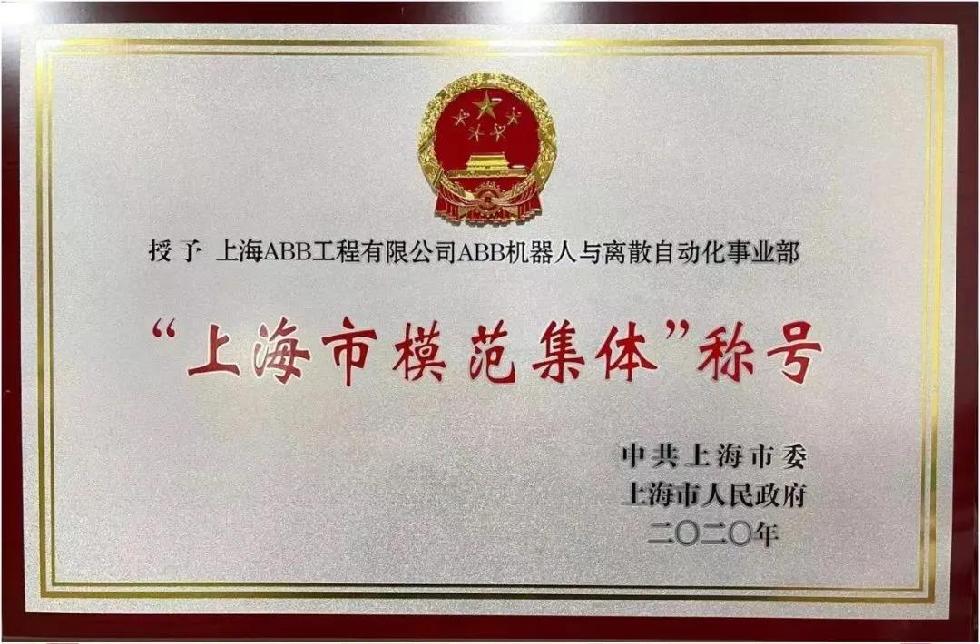 授予 上海ABB工程有限公司ABB机器人与离散自动化事业部
“上海市模范集体”称号
中共上海市委
上海市人民政府
二〇二〇年